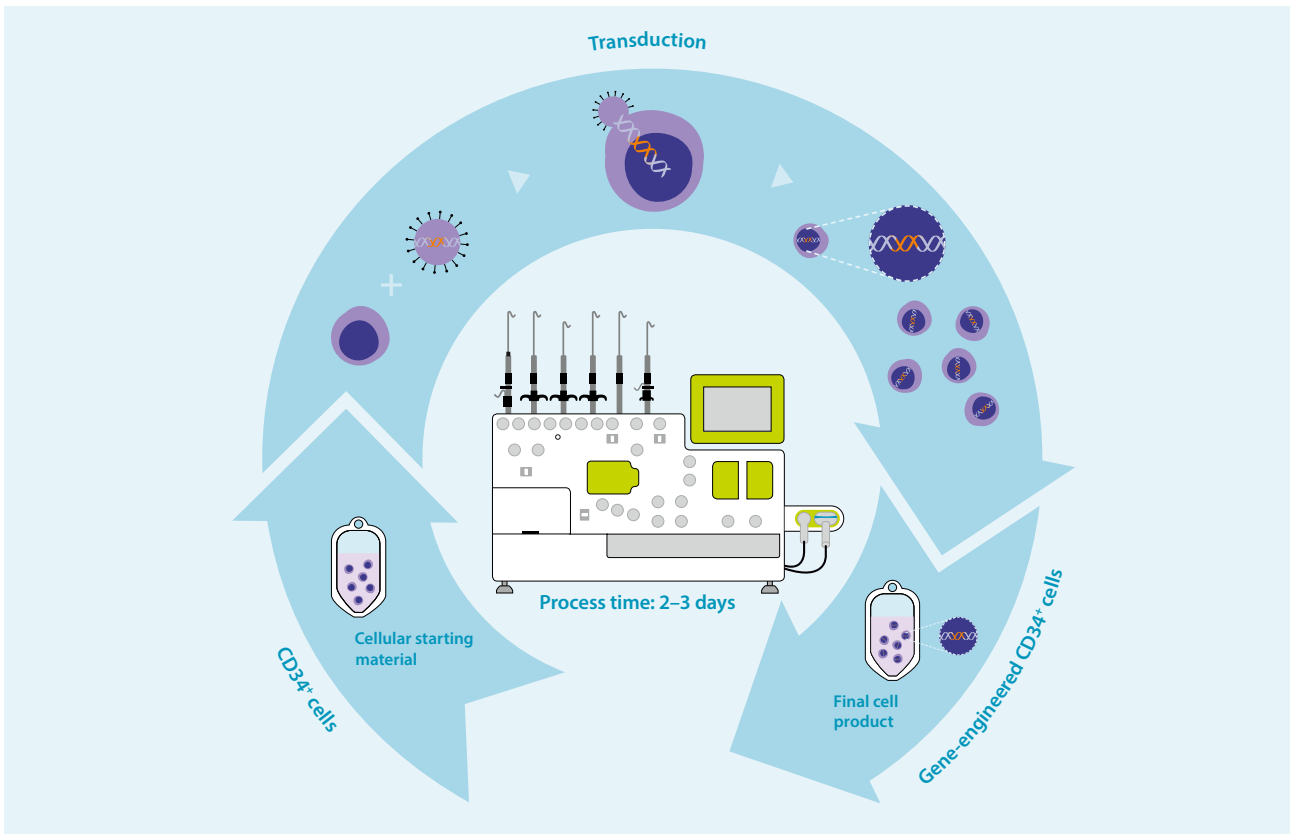 Transduction
Process time: 2–3 days
Cellular starting
material
CD34⁺ cells
Final cell
product
Gene-engineered CD34⁺ cells